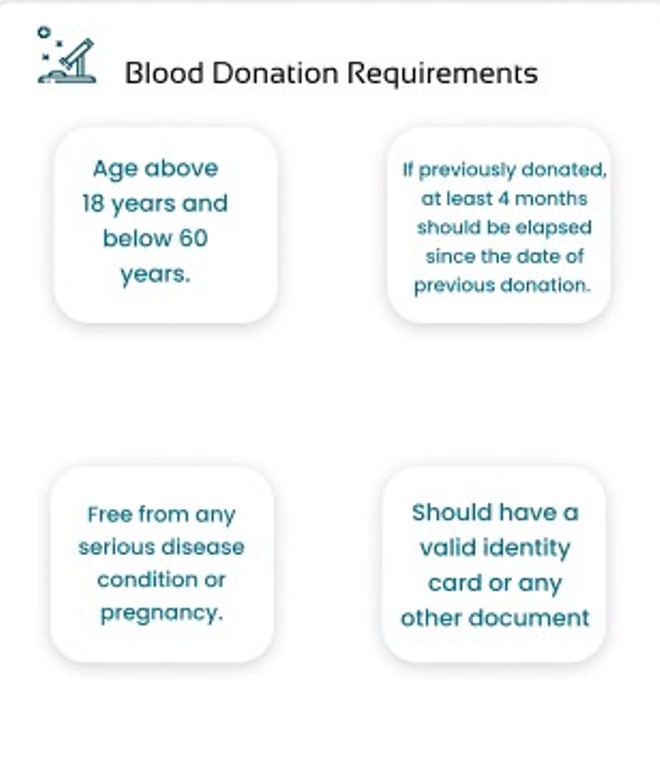 Blood Donation Requirements
Age above
18 years and
below 60
years.
If previously donated,
at least 4 months
should be elapsed
since the date of
previous donation.
Free from any
serious disease
condition or
pregnancy.
Should have a
valid identity
card or any
other document